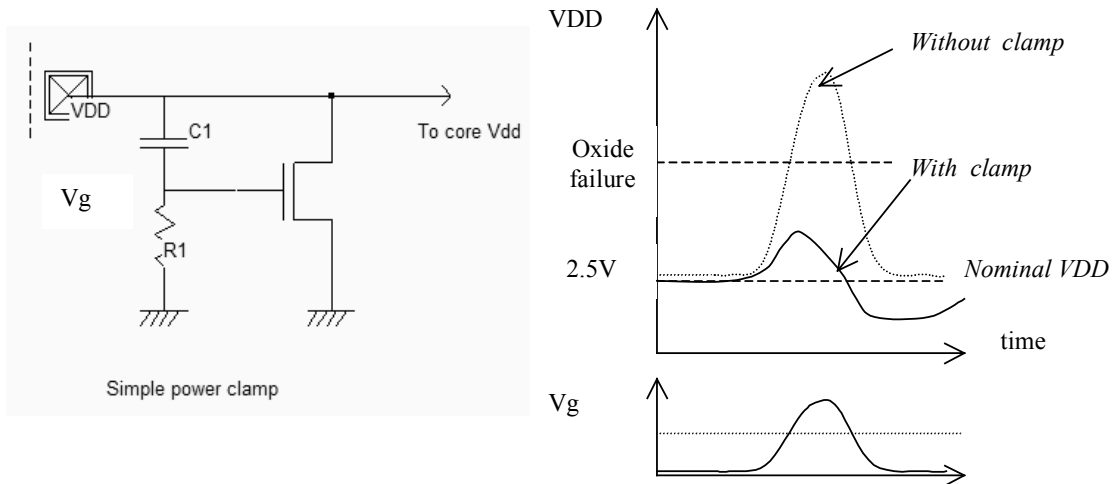 VDD
C1
To core Vdd
Vg
R1
Simple power clamp
VDD
Without clamp
Oxide
failure
With clamp
2.5V
Nominal VDD
time
Vg